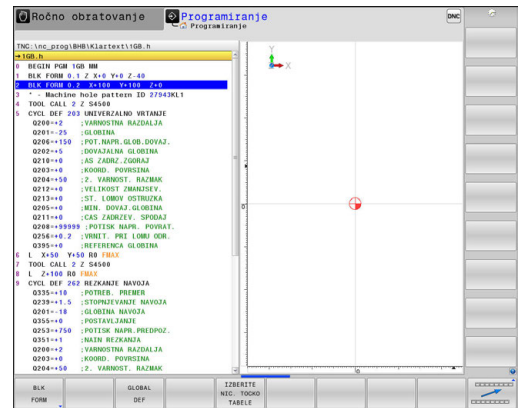 Ročno obratovanje
Programiranje
Programiranje
DNC
TNC:\nc_prog\BHB\Klartext\1GB.h
→1GB.h
0 BEGIN PGM 1GB MM
1 BLK FORM 0.1 Z X+0 Y+0 Z-40
2 BLK FORM 0.2 X+100 Y+100 Z+0
3 * - Machine hole pattern ID 27943KL1
4 TOOL CALL 2 Z S4500
5 CYCL DEF 203 UNIVERZALNO VRTANJE
Q200=+2 ;VARNOSTNA RAZDALJA
Q201=-25 ;GLOBINA
Q206=+150 ;POT.NAPR.GLOB.DOVAJ.
Q202=+5 ;DOVAJALNA GLOBINA
Q210=+0 ;AS ZADRZ.ZGORAJ
Q203=+0 ;KOORD. POVRSINA
Q204=+50 ;2. VARNOST. RAZMAK
Q212=+0 ;VELIKOST ZMANJSEV.
Q213=+0 ;ST. LOMOV OSTRUZKA
Q205=+0 ;MIN. DOVAJ.GLOBINA
Q211=+0 ;CAS ZADRZEV. SPODAJ
Q208=+99999 ;POTISK NAPR. POVRAT.
Q256=+0.2 ;VRNIT. PRI LOMU ODR.
Q395=+0 ;REFERENCA GLOBINA
6 L X+50 Y+50 R0 FMAX
7 TOOL CALL 2 Z S4500
8 L Z+100 R0 FMAX
9 CYCL DEF 262 REZKANJE NAVOJA
Q335=+10 ;POTREB. PREMER
Q239=+1.5 ;STOPNJEVANJE NAVOJA
Q201=-18 ;GLOBINA NAVOJA
Q355=+0 ;POSTAVLJANJE
Q253=+750 ;POTISK NAPR.PREDPOZ.
Q351=+1 ;NAIN REZKANJA
Q200=+2 ;VARNOSTNA RAZDALJA
Q203=+0 ;KOORD. POVRSINA
Q204=+50 ;2. VARNOST. RAZMAK
Y
X
0
0
BLK
FORM
GLOBAL
DEF
IZBERITE
NIC. TOCKO
TABELE